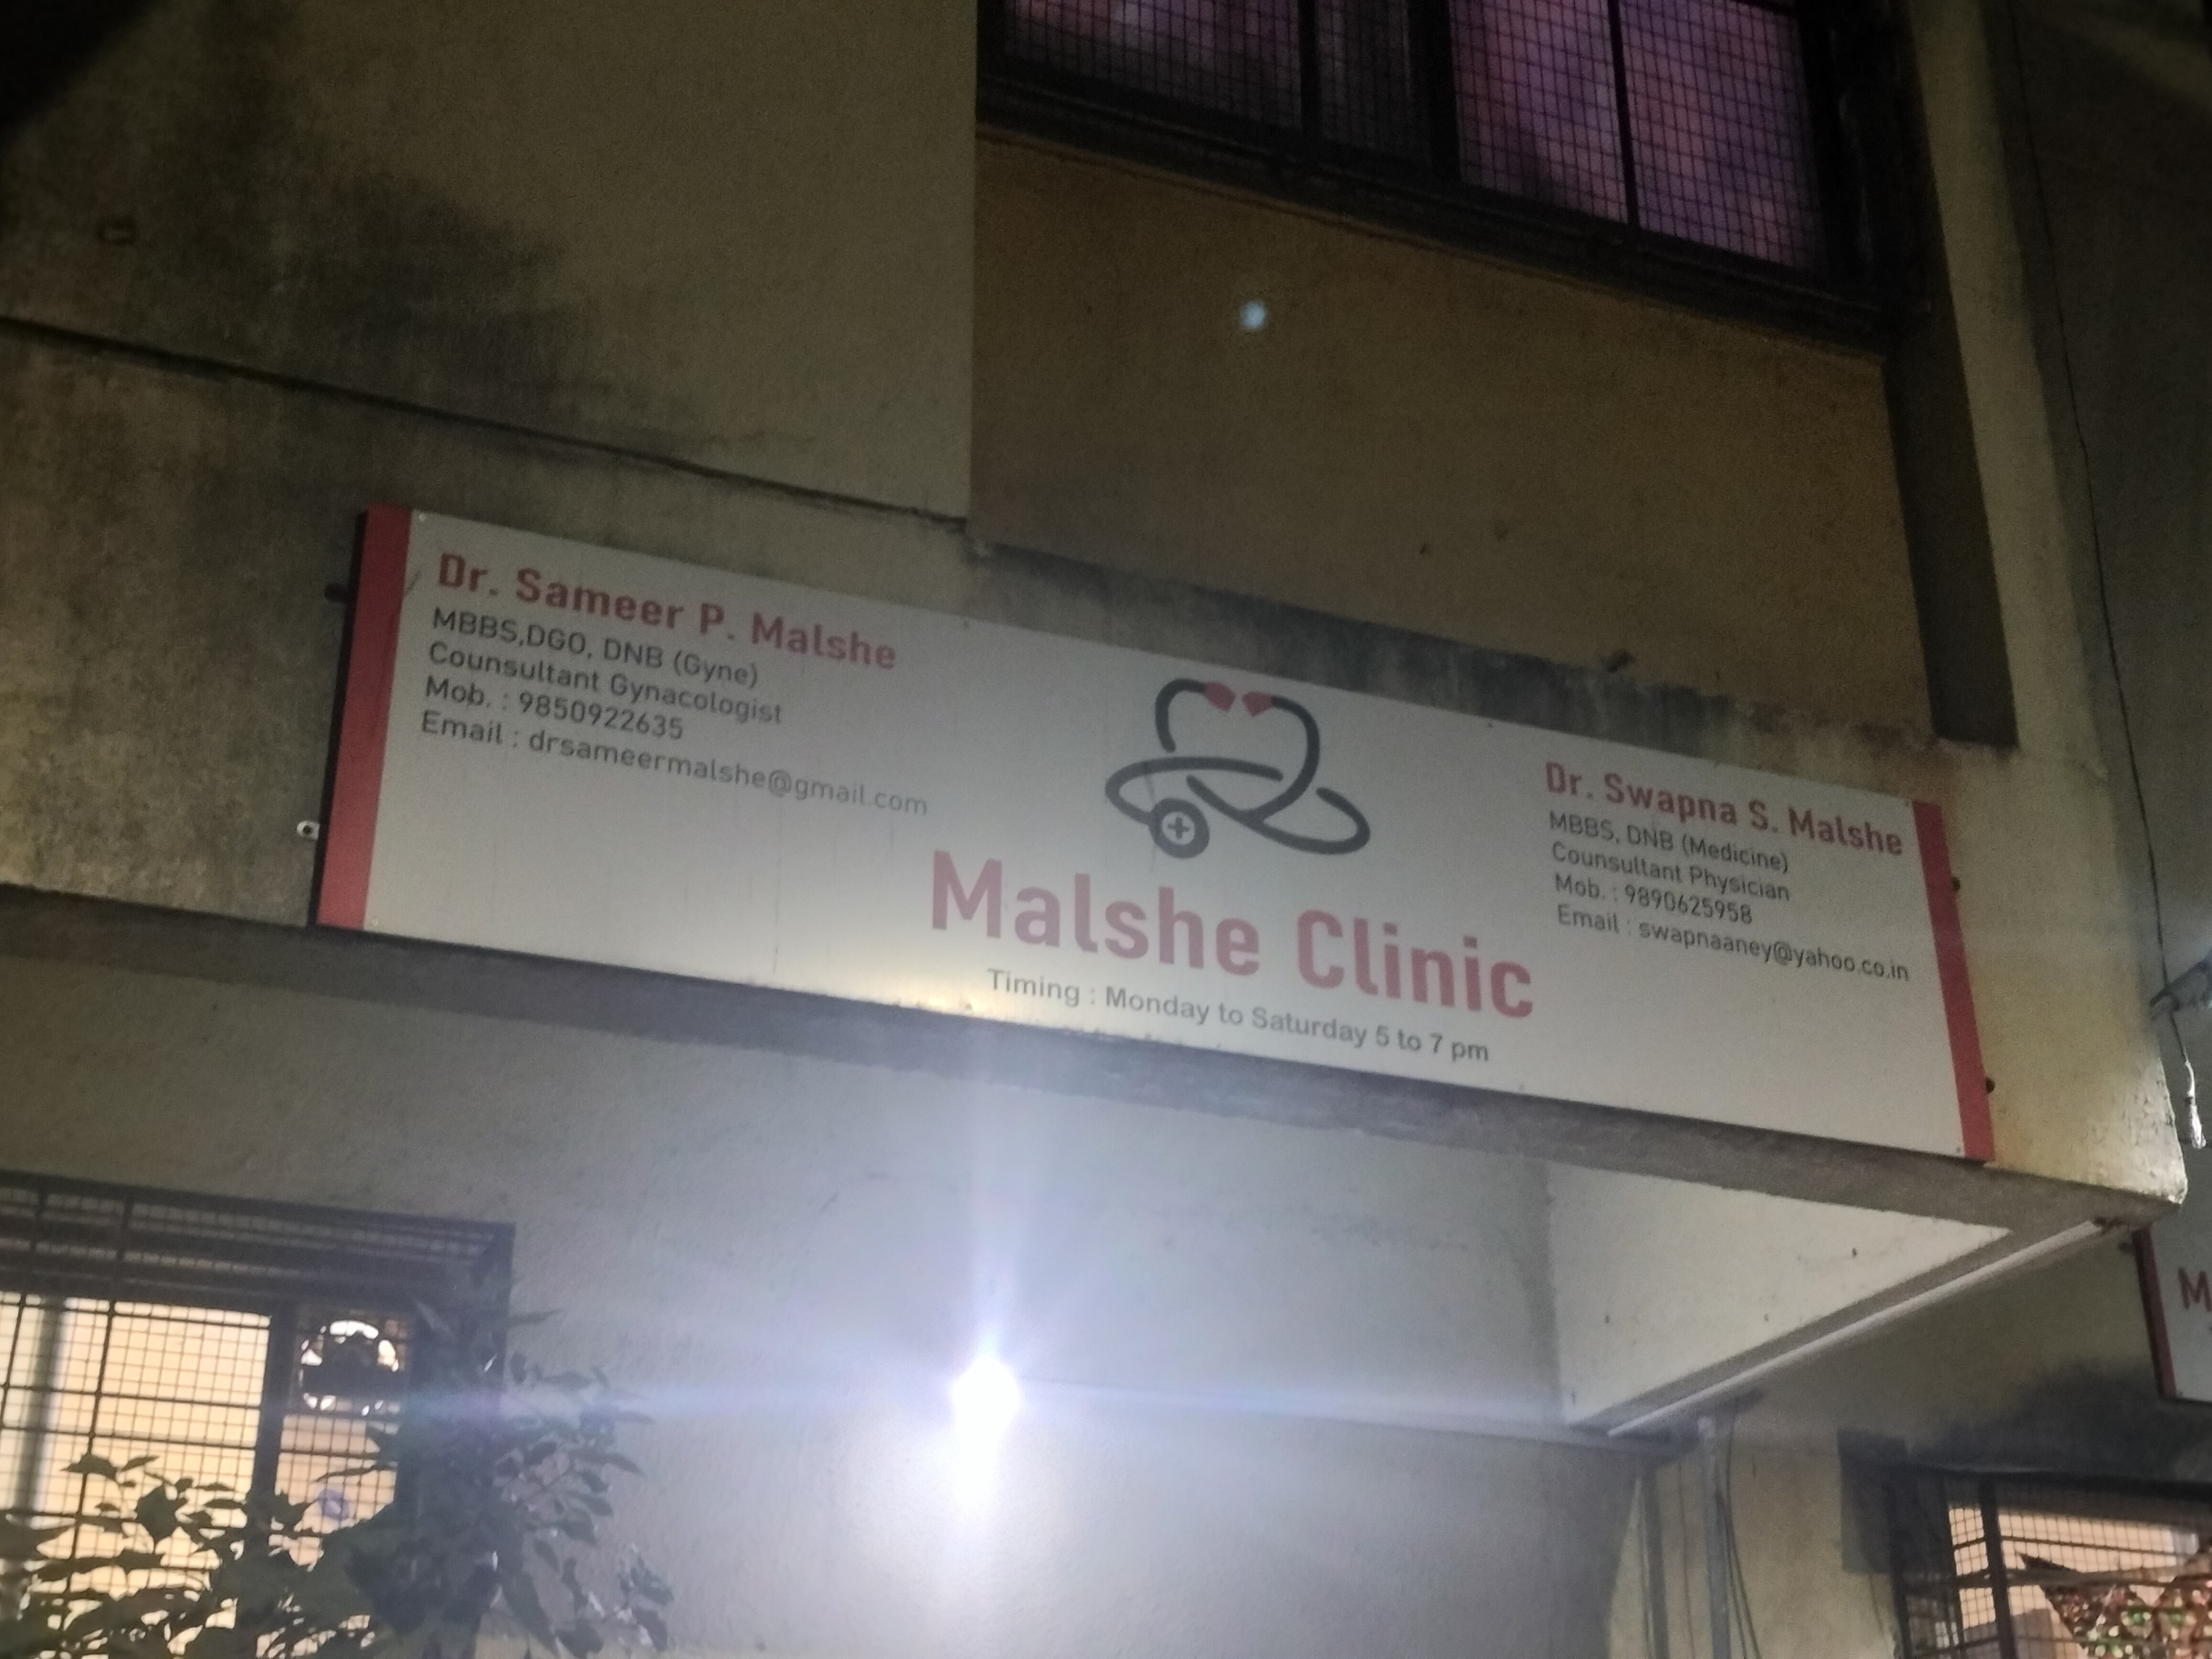 Dr. Sameer P. Malshe
MBBS,DGO, DNB (Gyne)
Counsultant Gynacologist
Mob. : 9850922635
Email : drsameermalshe@gmail.com
Malshe Clinic
Timing : Monday to Saturday 5 to 7 pm
Dr. Swapna S. Malshe
MBBS, DNB (Medicine)
Counsultant Physician
Mob. : 9890625958
Email : swapnaaney@yahoo.co.in
M